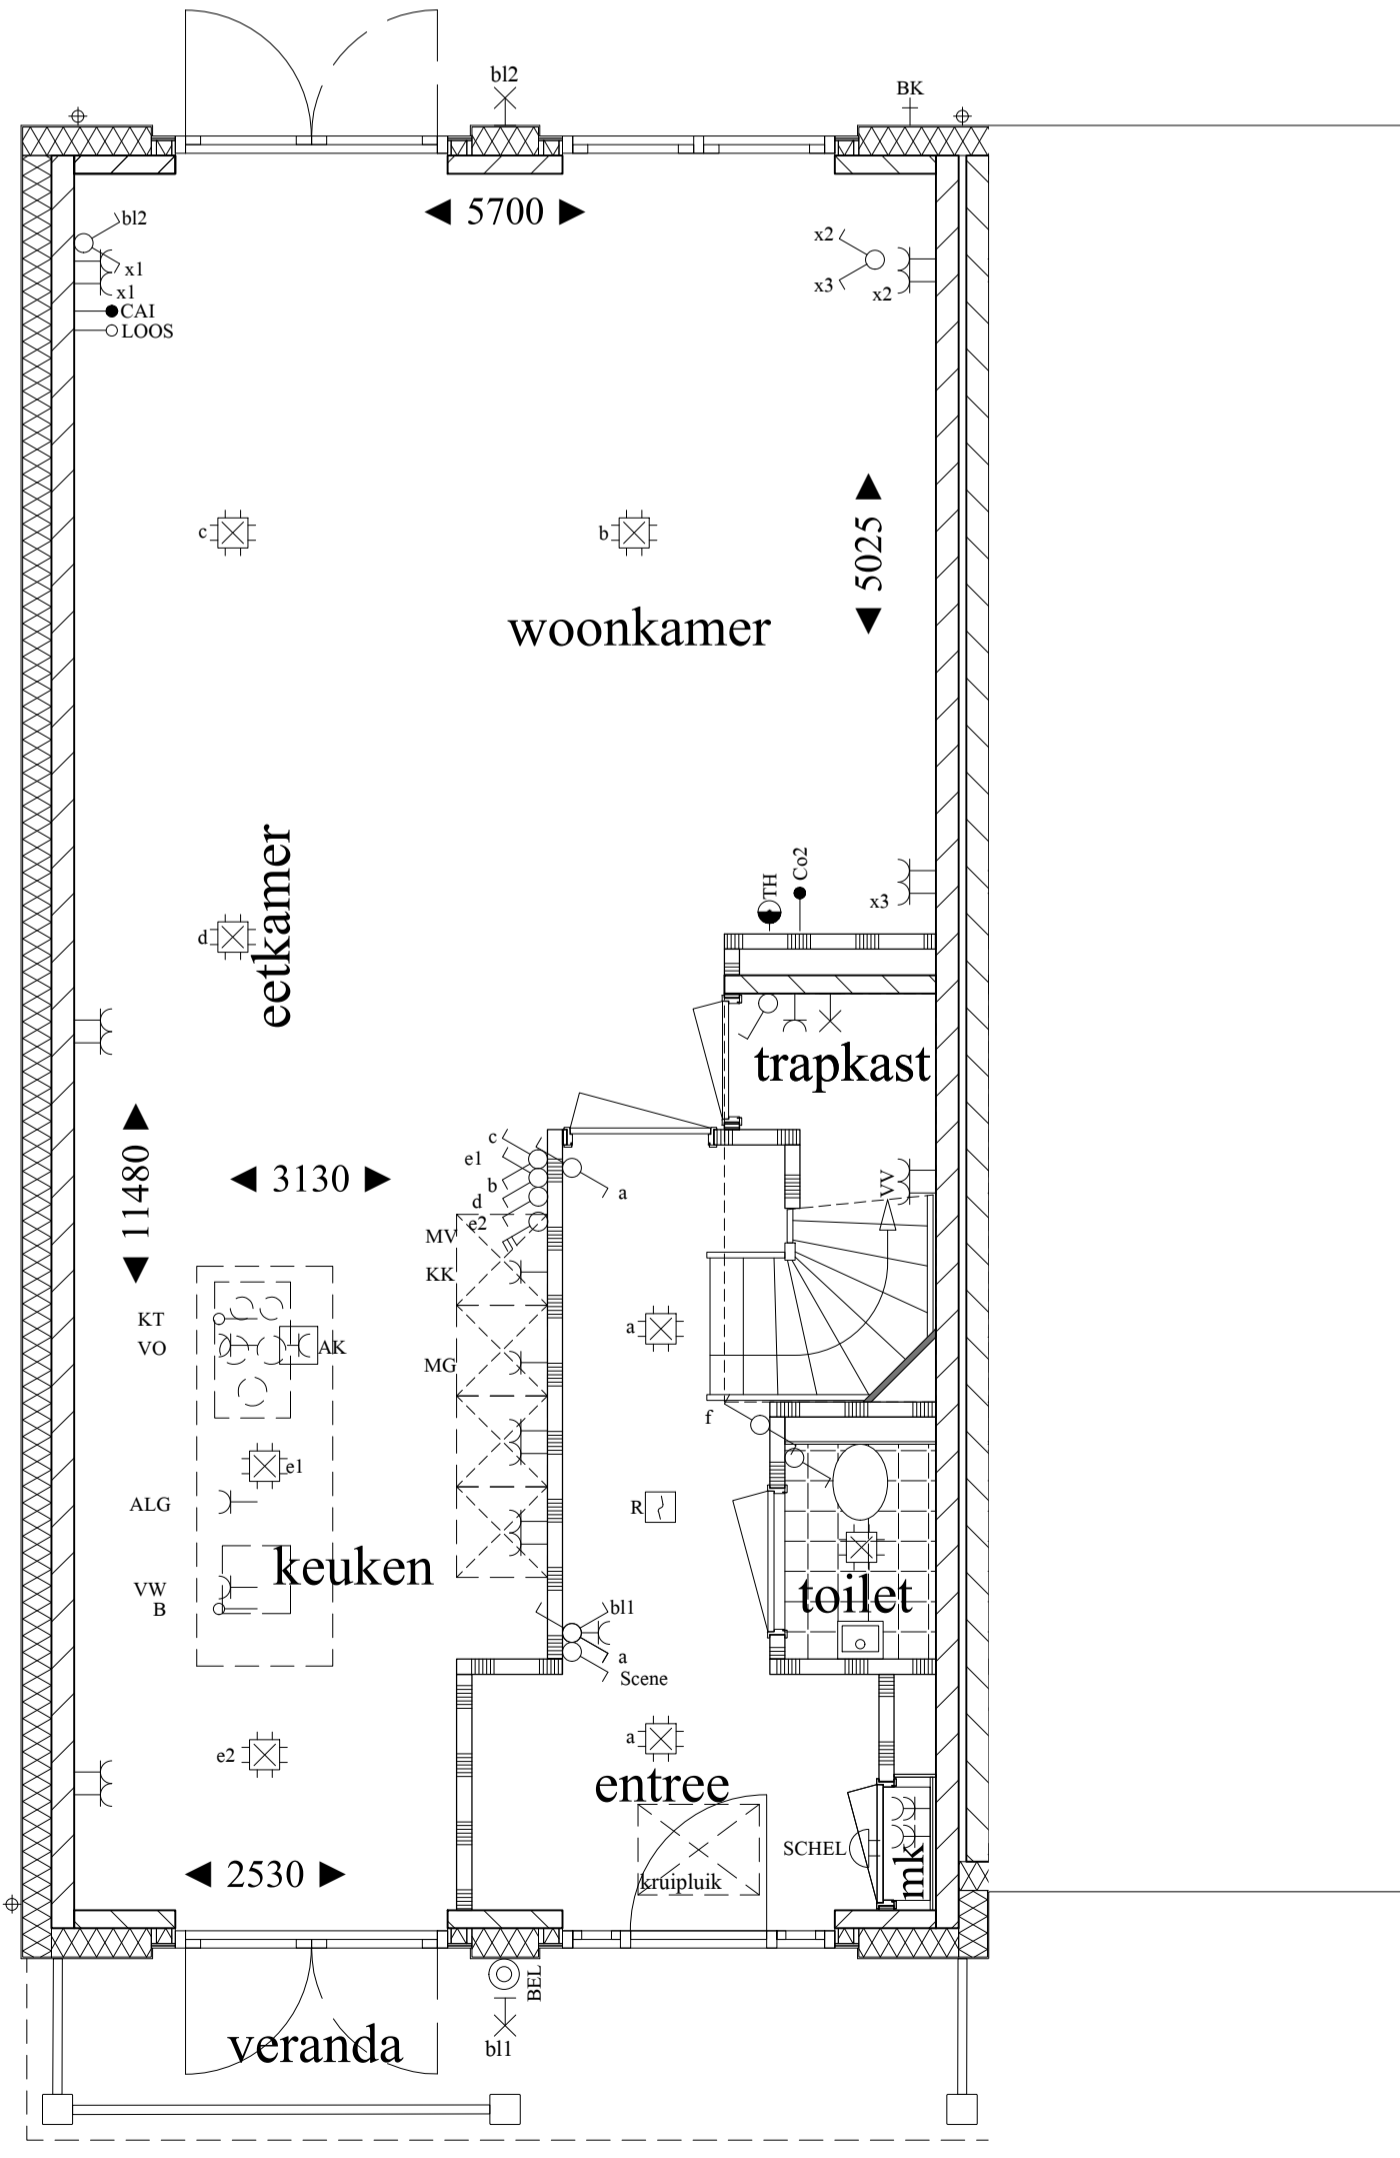 bl2
BK
5700
bl2
x1
x1
CAI
LOOS
x2
x3
x2
c
b
5025
woonkamer
eetkamer
d
TH
Co2
x3
trapkast
11480
3130
c
e1
b
d
e2
a
VV
MV
KK
MG
KT
VO
AK
a
f
e1
ALG
R
keuken
VW
B
toilet
bl1
a
Scene
e2
a
entree
SCHEL
mk
kruipluik
2530
BEL
veranda
bl1